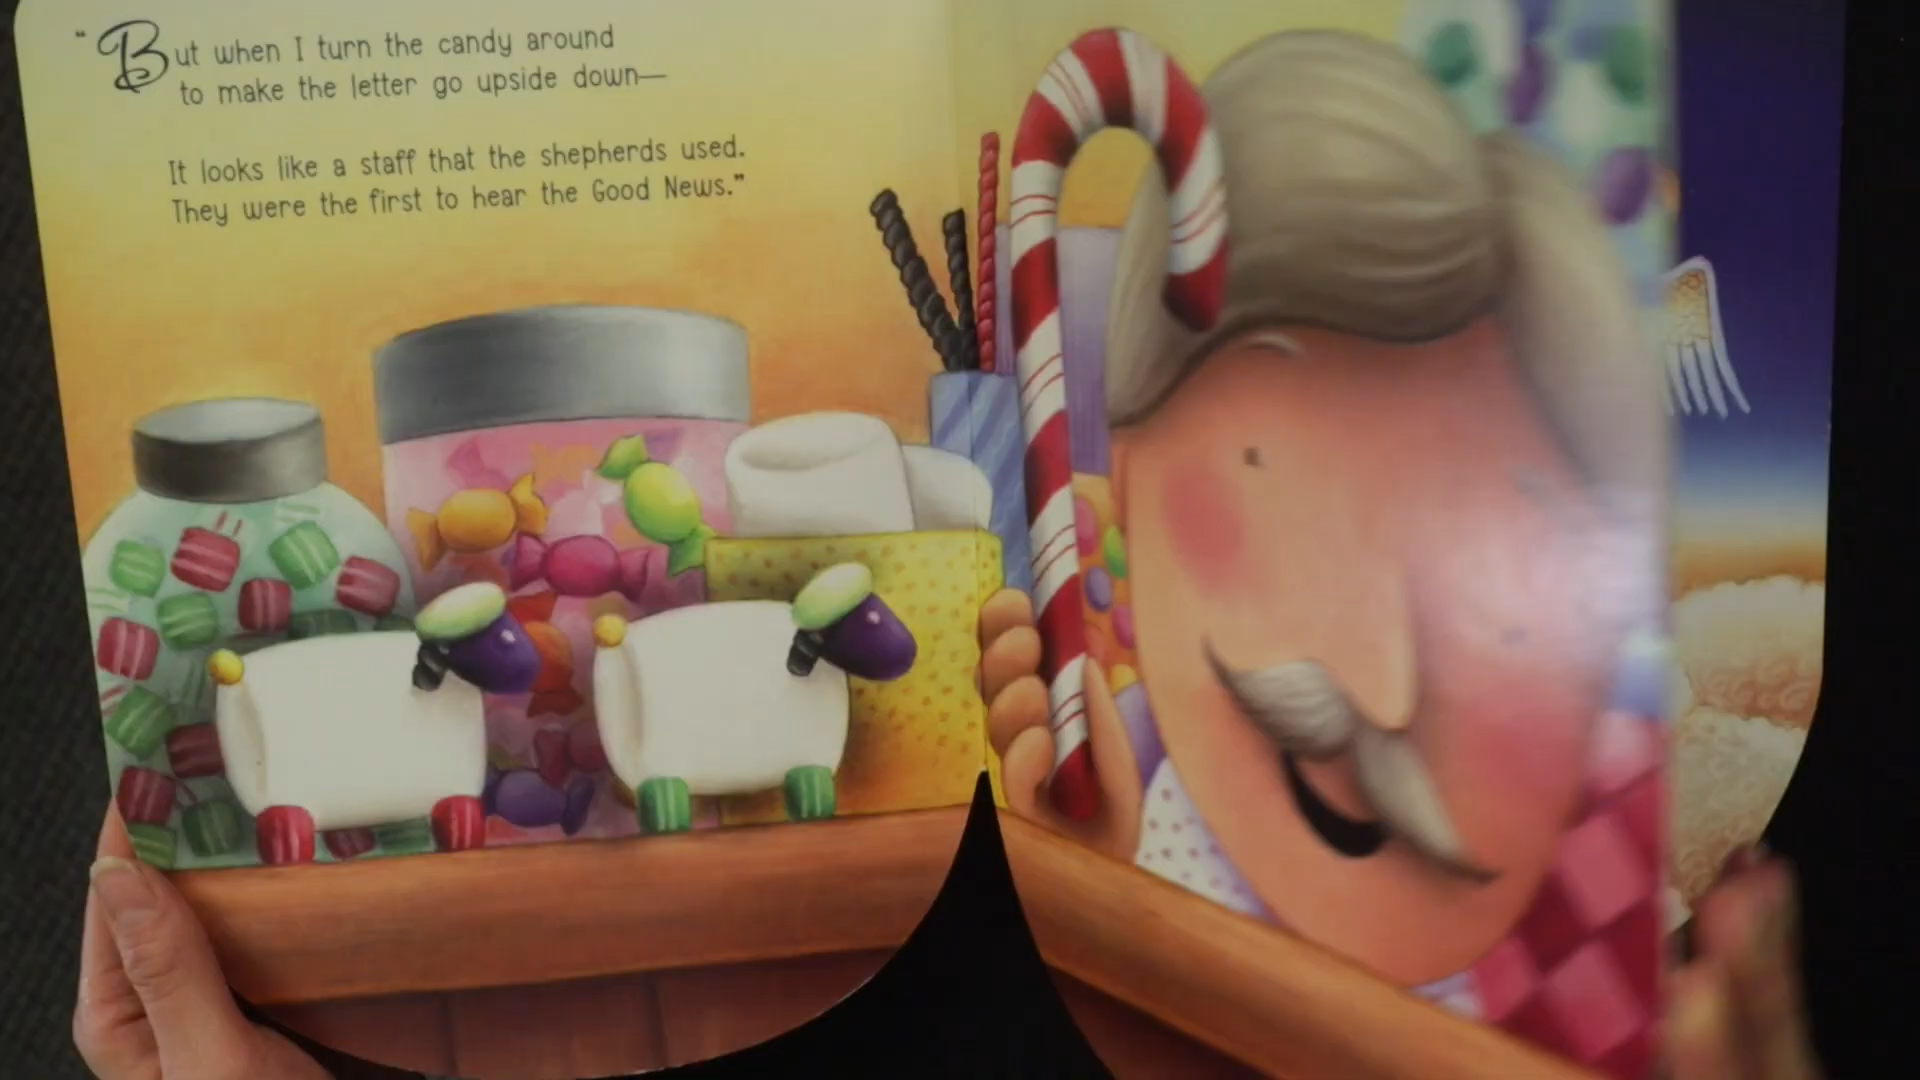 “But when I turn the candy around
to make the letter go upside down—
It looks like a staff that the shepherds used.
They were the first to hear the Good News.”